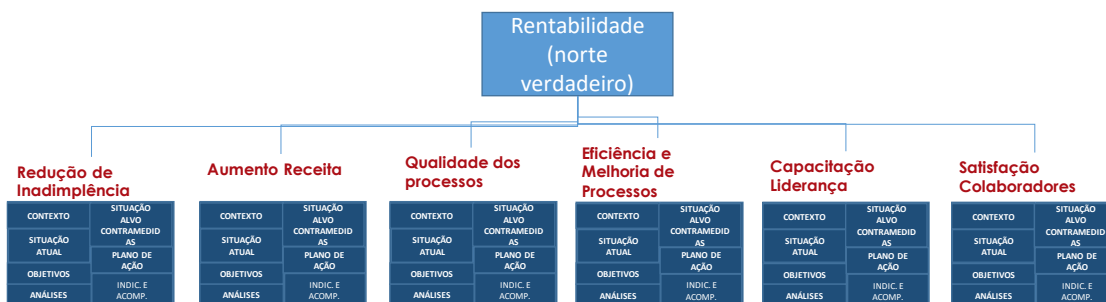 Rentabilidade
(norte
verdadeiro)
Redução de
Inadimplência
Aumento Receita
Qualidade dos
processos
Eficiência e
Melhoria de
Processos
Capacitação
Liderança
Satisfação
Colaboradores
CONTEXTO
SITUAÇÃO
ATUAL
OBJETIVOS
ANÁLISES
SITUAÇÃO
ALVO
CONTRAMEDID
AS
PLANO DE
AÇÃO
INDIC. E
ACOMP.
CONTEXTO
SITUAÇÃO
ATUAL
OBJETIVOS
ANÁLISES
SITUAÇÃO
ALVO
CONTRAMEDID
AS
PLANO DE
AÇÃO
INDIC. E
ACOMP.
CONTEXTO
SITUAÇÃO
ATUAL
OBJETIVOS
ANÁLISES
SITUAÇÃO
ALVO
CONTRAMEDID
AS
PLANO DE
AÇÃO
INDIC. E
ACOMP.
CONTEXTO
SITUAÇÃO
ATUAL
OBJETIVOS
ANÁLISES
SITUAÇÃO
ALVO
CONTRAMEDID
AS
PLANO DE
AÇÃO
INDIC. E
ACOMP.
CONTEXTO
SITUAÇÃO
ATUAL
OBJETIVOS
ANÁLISES
SITUAÇÃO
ALVO
CONTRAMEDID
AS
PLANO DE
AÇÃO
INDIC. E
ACOMP.
CONTEXTO
SITUAÇÃO
ATUAL
OBJETIVOS
ANÁLISES
SITUAÇÃO
ALVO
CONTRAMEDID
AS
PLANO DE
AÇÃO
INDIC. E
ACOMP.